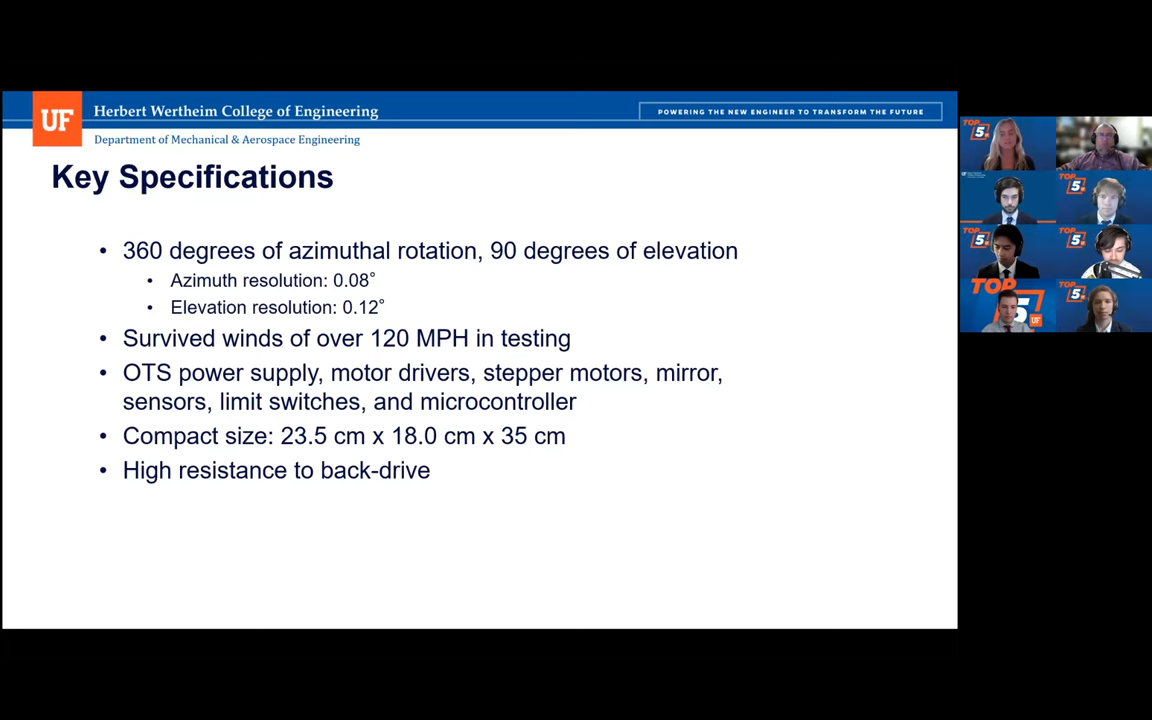 UF
Herbert Wertheim College of Engineering
POWERING THE NEW ENGINEER TO TRANSFORM THE FUTURE
Department of Mechanical & Aerospace Engineering
Key Specifications
• 360 degrees of azimuthal rotation, 90 degrees of elevation
• Azimuth resolution: 0.08°
• Elevation resolution: 0.12°
• Survived winds of over 120 MPH in testing
• OTS power supply, motor drivers, stepper motors, mirror,
sensors, limit switches, and microcontroller
• Compact size: 23.5 cm x 18.0 cm x 35 cm
• High resistance to back-drive
TOP
5
TOP
5
TOP
5
TOP
5
TOP
5
UF
TOP
5